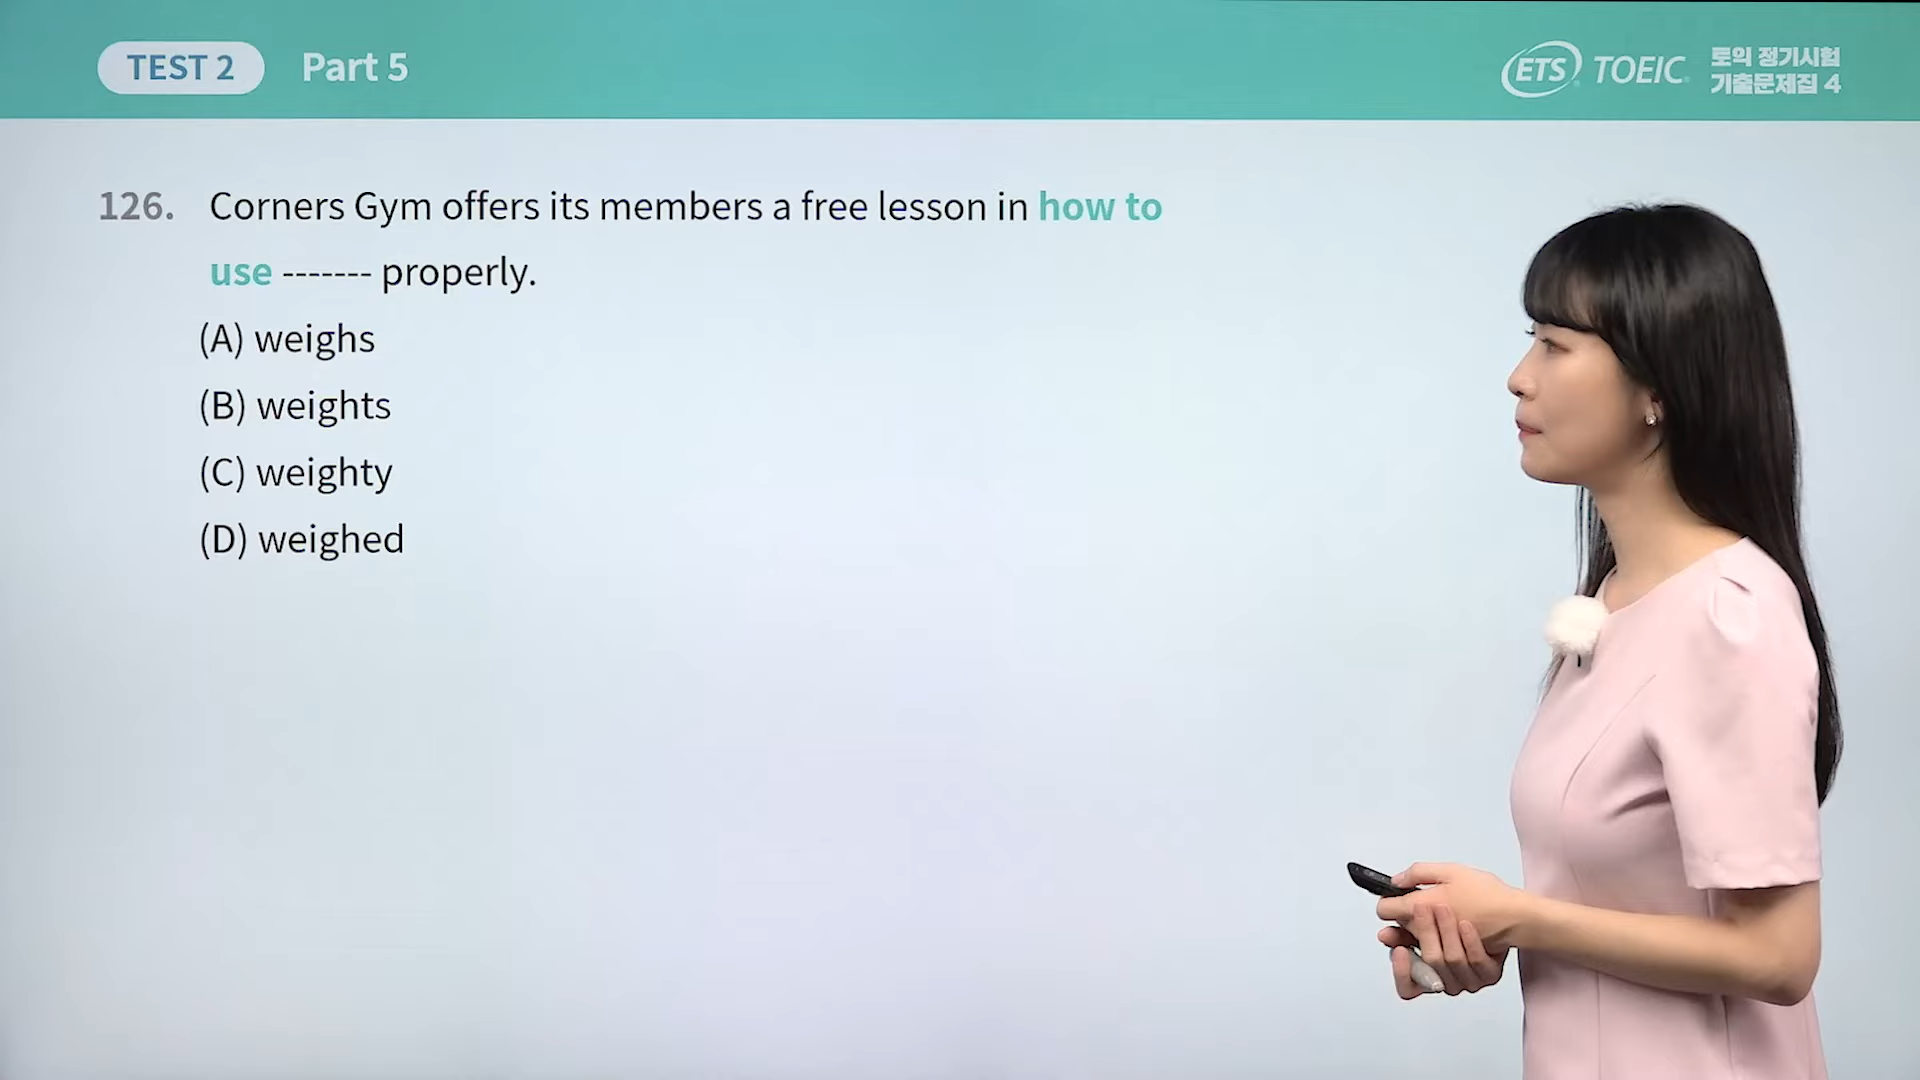 TEST 2 Part 5
ETS TOEIC 토익 정기시험
기출문제집 4
126. Corners Gym offers its members a free lesson in how to
use ------- properly.
(A) weighs
(B) weights
(C) weighty
(D) weighed